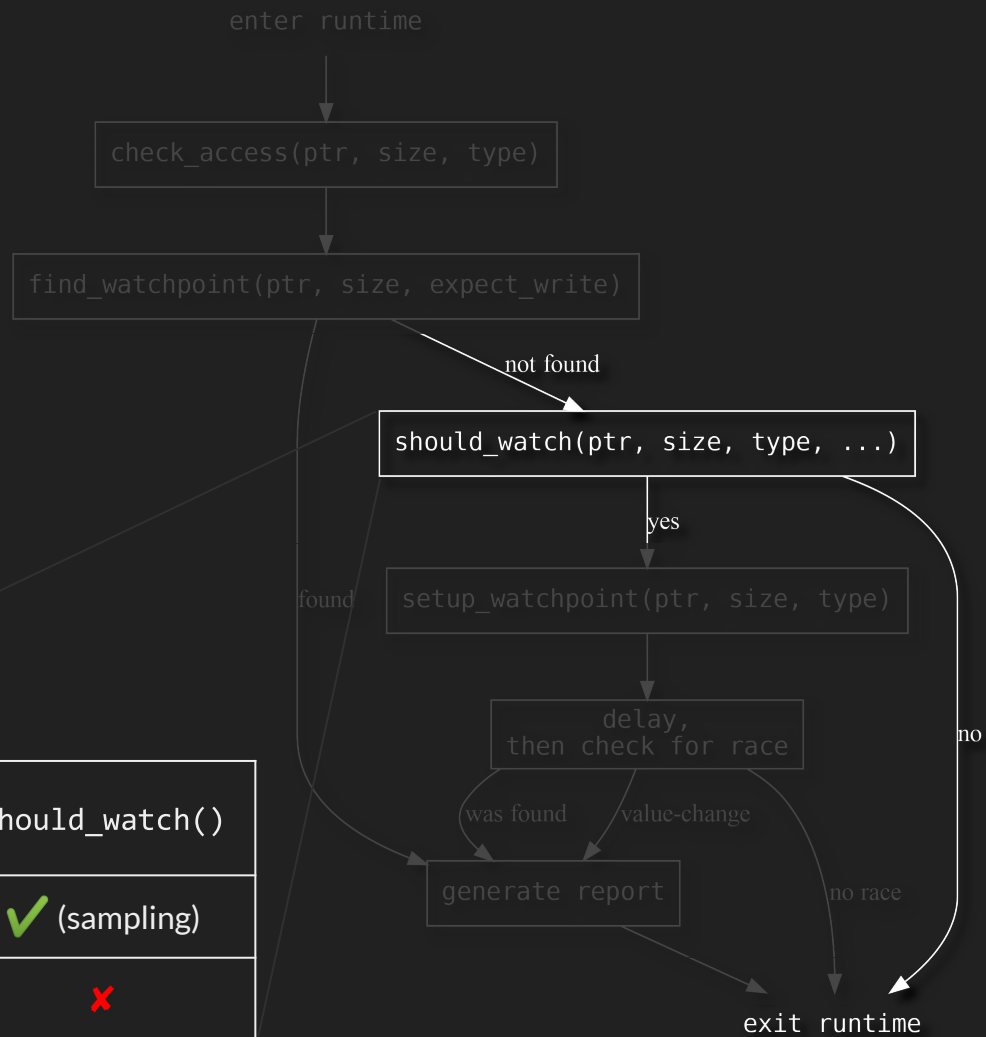 enter runtime
check_access(ptr, size, type)
find_watchpoint(ptr, size, expect_write)
not found
should_watch(ptr, size, type, ...)
yes
found
setup_watchpoint(ptr, size, type)
delay,
then check for race
no
was found
value-change
hould_watch()
generate report
no race
✔ (sampling)
✘
exit runtime